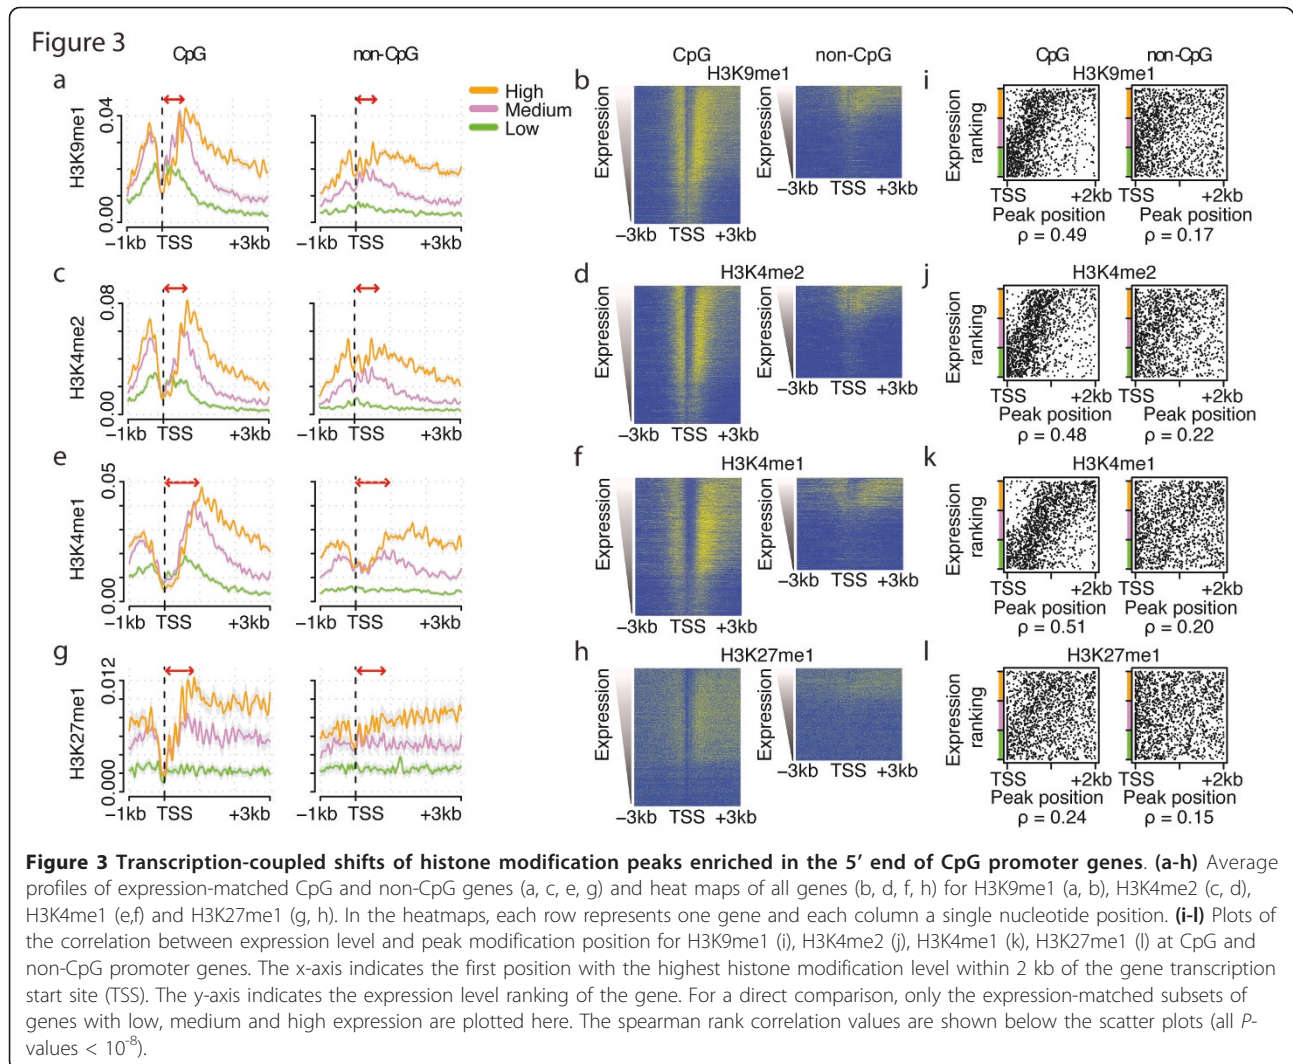 Figure 3
CpG
non-CpG
CpG
non-CpG
CpG
non-CpG
a
High
Medium
Low
H3K9me1
0.04
0.00
−1kb TSS +3kb
−1kb TSS +3kb
b
H3K9me1
Expression
Expression
−3kb TSS +3kb
−3kb TSS +3kb
i
H3K9me1
Expression
ranking
TSS +2kb
Peak position
ρ = 0.49
TSS +2kb
Peak position
ρ = 0.17
c
H3K4me2
0.08
0.00
−1kb TSS +3kb
−1kb TSS +3kb
d
H3K4me2
Expression
Expression
−3kb TSS +3kb
−3kb TSS +3kb
j
H3K4me2
Expression
ranking
TSS +2kb
Peak position
ρ = 0.48
TSS +2kb
Peak position
ρ = 0.22
e
H3K4me1
0.05
0.00
−1kb TSS +3kb
−1kb TSS +3kb
f
H3K4me1
Expression
Expression
−3kb TSS +3kb
−3kb TSS +3kb
k
H3K4me1
Expression
ranking
TSS +2kb
Peak position
ρ = 0.51
TSS +2kb
Peak position
ρ = 0.20
g
H3K27me1
0.012
0.000
−1kb TSS +3kb
−1kb TSS +3kb
h
H3K27me1
Expression
Expression
−3kb TSS +3kb
−3kb TSS +3kb
l
H3K27me1
Expression
ranking
TSS +2kb
Peak position
ρ = 0.24
TSS +2kb
Peak position
ρ = 0.15
Figure 3 Transcription-coupled shifts of histone modification peaks enriched in the 5′ end of CpG promoter genes. (a-h) Average
profiles of expression-matched CpG and non-CpG genes (a, c, e, g) and heat maps of all genes (b, d, f, h) for H3K9me1 (a, b), H3K4me2 (c, d),
H3K4me1 (e,f) and H3K27me1 (g, h). In the heatmaps, each row represents one gene and each column a single nucleotide position. (i-l) Plots of
the correlation between expression level and peak modification position for H3K9me1 (i), H3K4me2 (j), H3K4me1 (k), H3K27me1 (l) at CpG and
non-CpG promoter genes. The x-axis indicates the first position with the highest histone modification level within 2 kb of the gene transcription
start site (TSS). The y-axis indicates the expression level ranking of the gene. For a direct comparison, only the expression-matched subsets of
genes with low, medium and high expression are plotted here. The spearman rank correlation values are shown below the scatter plots (all P-
values < 10⁻⁸).